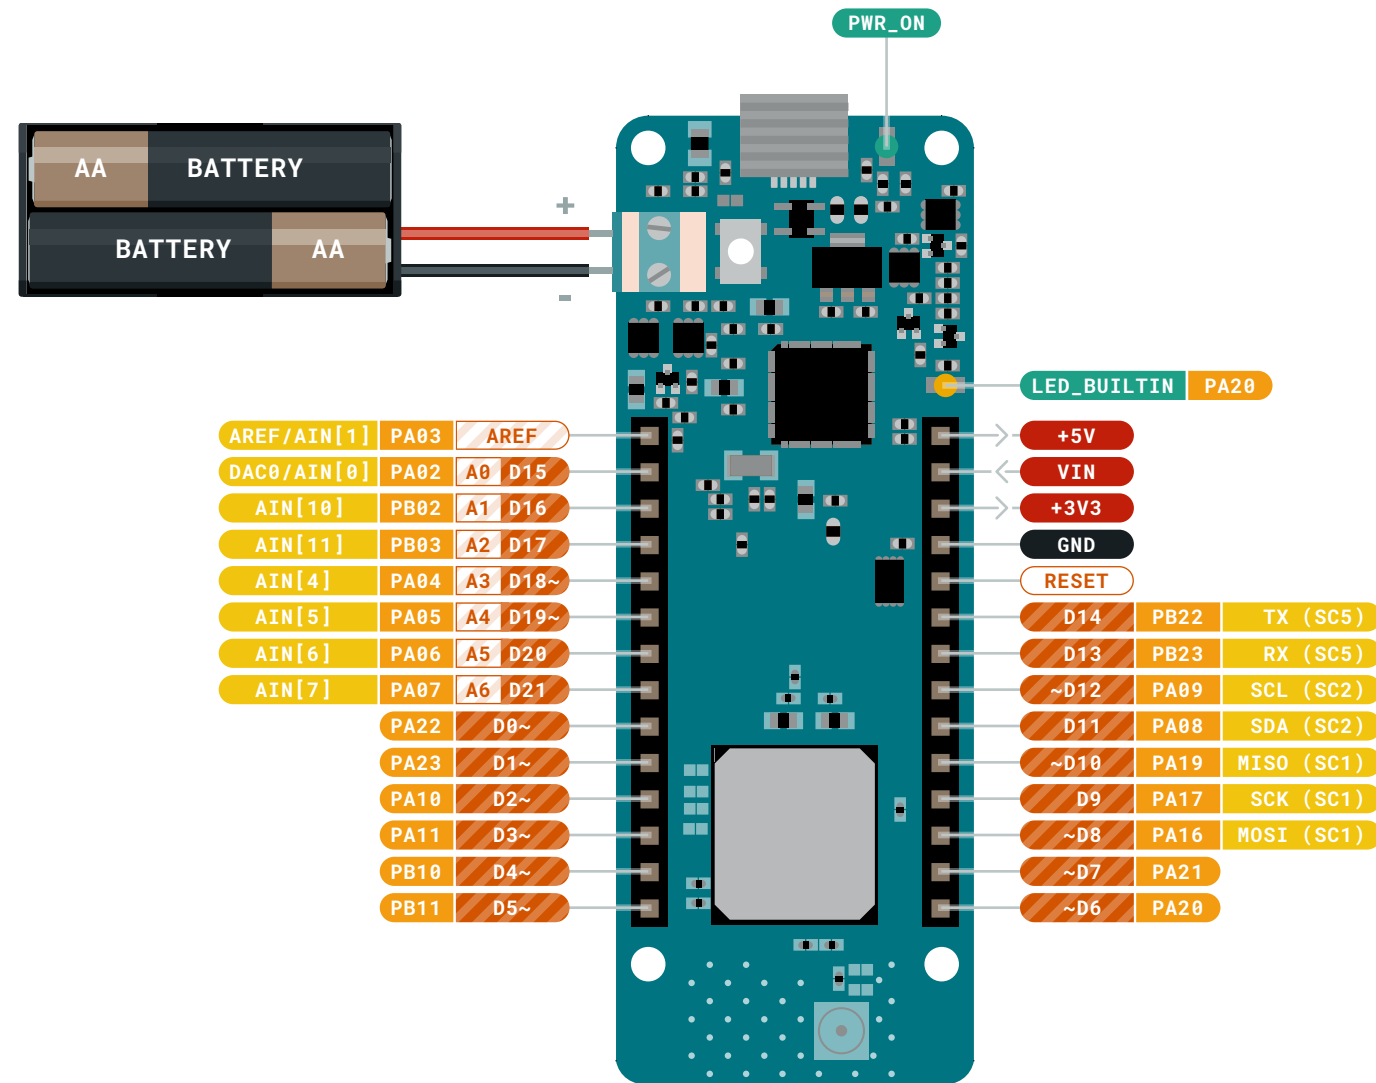 PWR_ON
AA BATTERY
BATTERY AA
+
-
LED_BUILTIN PA20
AREF/AIN[1] PA03 AREF
DAC0/AIN[0] PA02 A0 D15
AIN[10] PB02 A1 D16
AIN[11] PB03 A2 D17
AIN[4] PA04 A3 D18~
AIN[5] PA05 A4 D19~
AIN[6] PA06 A5 D20
AIN[7] PA07 A6 D21
PA22 D0~
PA23 D1~
PA10 D2~
PA11 D3~
PB10 D4~
PB11 D5~
+5V
VIN
+3V3
GND
RESET
D14 PB22 TX (SC5)
D13 PB23 RX (SC5)
~D12 PA09 SCL (SC2)
D11 PA08 SDA (SC2)
~D10 PA19 MISO (SC1)
D9 PA17 SCK (SC1)
~D8 PA16 MOSI (SC1)
~D7 PA21
~D6 PA20